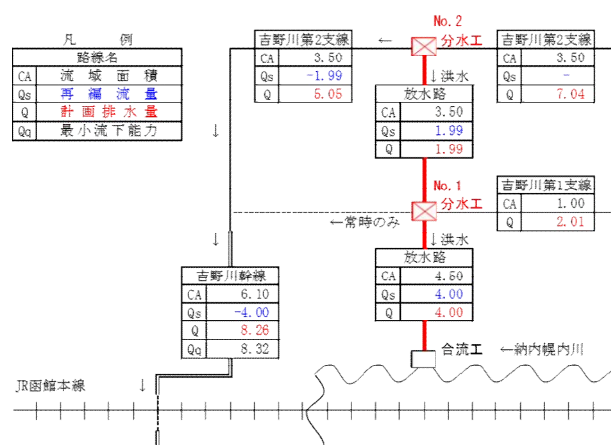 凡 例
路線名
CA 流域面積
Qs 再編流量
Q 計画排水量
Qq 最小流下能力
吉野川第2支線
CA 3.50
Qs -1.99
Q 5.05
←
No.2
分水工
吉野川第2支線
CA 3.50
Qs -
Q 7.04
↓洪水
放水路
CA 3.50
Qs 1.99
Q 1.99
↓
No.1
分水工
吉野川第1支線
CA 1.00
Q 2.01
←常時のみ
↓
↓洪水
放水路
CA 4.50
Qs 4.00
Q 4.00
吉野川幹線
CA 6.10
Qs -4.00
Q 8.26
Qq 8.32
合流工
←納内幌内川
JR函館本線
↓